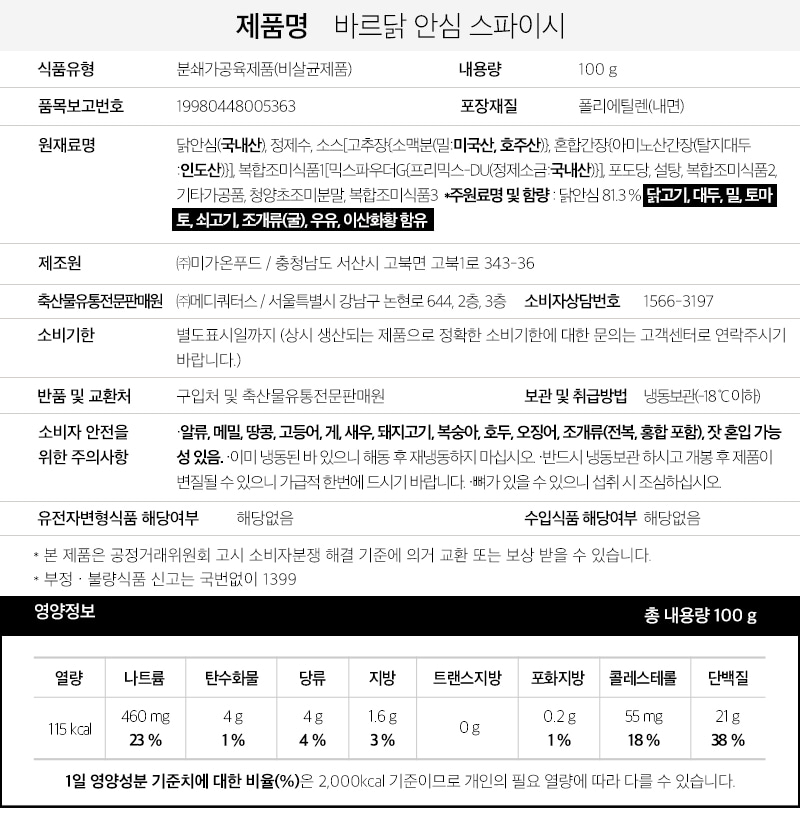 제품명 바르닭 안심 스파이시
식품유형 분쇄가공육제품(비살균제품) 내용량 100 g
품목보고번호 19980448005363 포장재질 폴리에틸렌(내면)
원재료명 닭안심(국내산), 정제수, 소스[고추장{소맥분(밀:미국산, 호주산)}, 혼합간장{아미노산간장(탈지대두
:인도산)}], 복합조미식품1[믹스파우더G{프리믹스-DU(정제소금:국내산)}], 포도당, 설탕, 복합조미식품2,
기타가공품, 청양초조미분말, 복합조미식품3 *주원료명 및 함량 : 닭안심 81.3 % 닭고기, 대두, 밀, 토마
토, 쇠고기, 조개류(굴), 우유, 이산화황 함유
제조원 ㈜미가온푸드 / 충청남도 서산시 고북면 고북1로 343-36
축산물유통전문판매원 ㈜메디쿼터스 / 서울특별시 강남구 논현로 644, 2층, 3층 소비자상담번호 1566-3197
소비기한 별도표시일까지 (상시 생산되는 제품으로 정확한 소비기한에 대한 문의는 고객센터로 연락주시기
바랍니다.)
반품 및 교환처 구입처 및 축산물유통전문판매원 보관 및 취급방법 냉동보관(-18℃이하)
소비자 안전을 ·알류, 메밀, 땅콩, 고등어, 게, 새우, 돼지고기, 복숭아, 호두, 오징어, 조개류(전복, 홍합 포함), 잣 혼입 가능
위한 주의사항 성 있음. ·이미 냉동된 바 있으니 해동 후 재냉동하지 마십시오. ·반드시 냉동보관 하시고 개봉 후 제품이
변질될 수 있으니 가급적 한번에 드시기 바랍니다. ·뼈가 있을 수 있으니 섭취 시 조심하십시오.
유전자변형식품 해당여부 해당없음 수입식품 해당여부 해당없음
* 본 제품은 공정거래위원회 고시 소비자분쟁 해결 기준에 의거 교환 또는 보상 받을 수 있습니다.
* 부정 · 불량식품 신고는 국번없이 1399
영양정보 총 내용량 100 g
열량 나트륨 탄수화물 당류 지방 트랜스지방 포화지방 콜레스테롤 단백질
115 kcal 460 mg 4 g 4 g 1.6 g 0 g 0.2 g 55 mg 21 g
23 % 1 % 4 % 3 % 1 % 18 % 38 %
1일 영양성분 기준치에 대한 비율(%)은 2,000kcal 기준이므로 개인의 필요 열량에 따라 다를 수 있습니다.